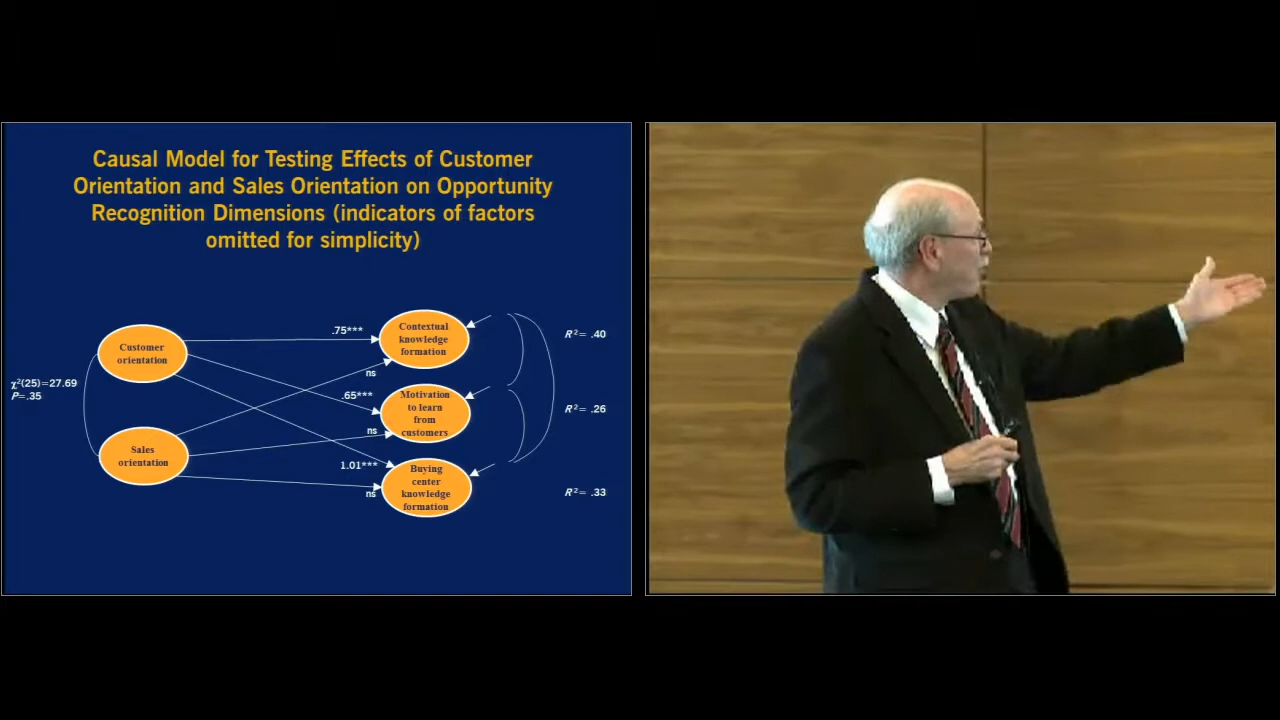 Causal Model for Testing Effects of Customer
Orientation and Sales Orientation on Opportunity
Recognition Dimensions (indicators of factors
omitted for simplicity)
Customer
orientation
Sales
orientation
χ²(25)=27.69
P=.35
.75***
ns
.65***
ns
1.01***
ns
Contextual
knowledge
formation
Motivation
to learn
from
customers
Buying
center
knowledge
formation
R²= .40
R²= .26
R²= .33